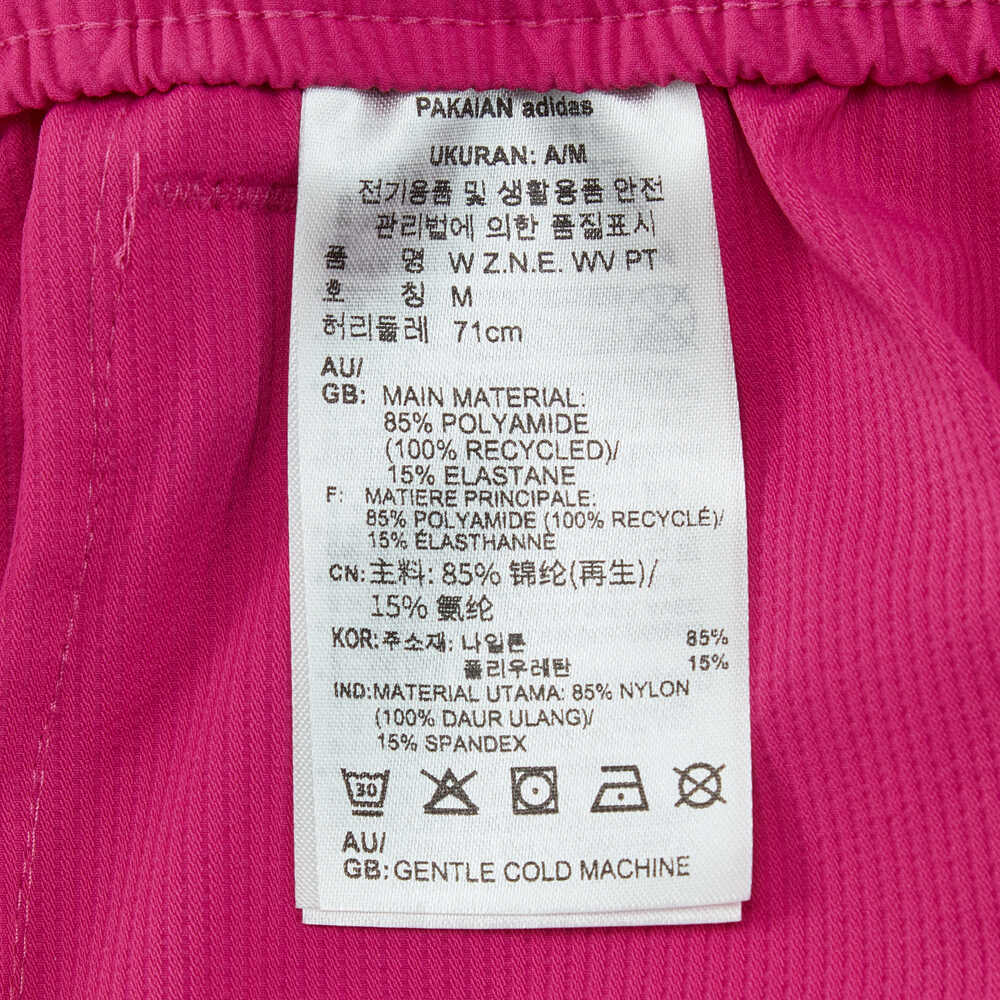 PAKAIAN adidas
UKURAN: A/M
전기용품 및 생활용품 안전
관리법에 의한 품질표시
품 명 W Z.N.E. WV PT
호 칭 M
허리둘레 71cm
AU/
GB: MAIN MATERIAL:
85% POLYAMIDE
(100% RECYCLED)/
15% ELASTANE
F: MATIERE PRINCIPALE:
85% POLYAMIDE (100% RECYCLÉ)/
15% ÉLASTHANNE
CN: 主料: 85% 锦纶(再生)/
15% 氨纶
KOR: 주소재: 나일론 85%
폴리우레탄 15%
IND: MATERIAL UTAMA: 85% NYLON
(100% DAUR ULANG)/
15% SPANDEX
30
AU/
GB: GENTLE COLD MACHINE